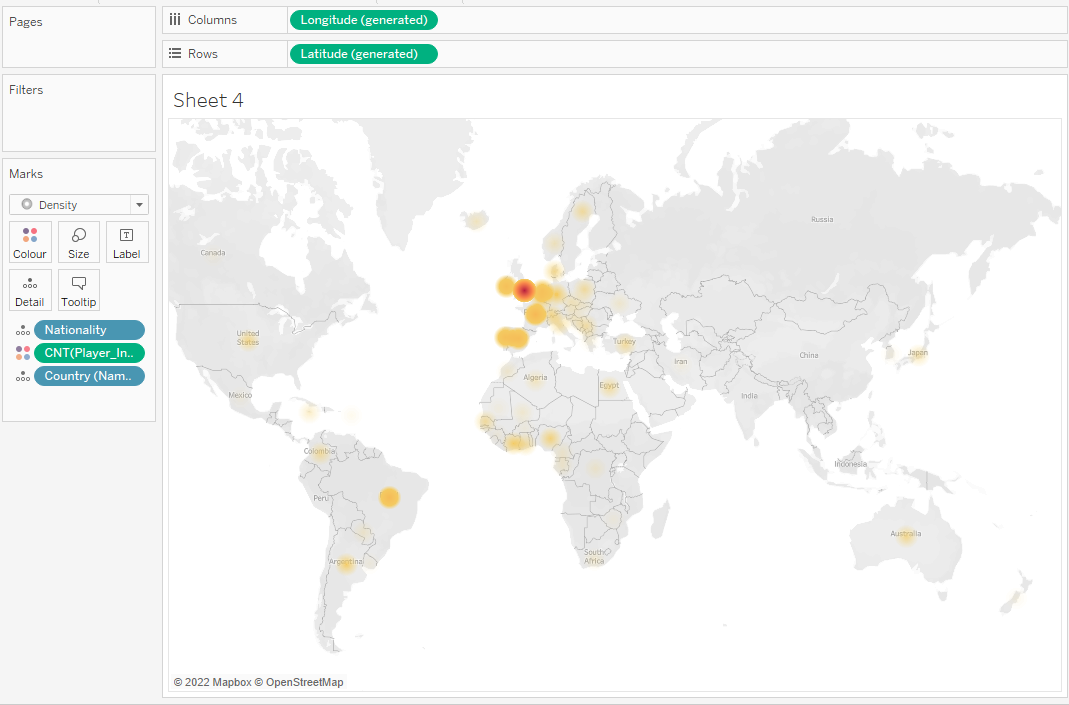 Pages
Columns
Longitude (generated)
Rows
Latitude (generated)
Filters
Sheet 4
Marks
Density
Colour
Size
Label
Detail
Tooltip
Nationality
CNT(Player_In..
Country (Nam..
Canada
Russia
United
States
Turkey
Iran
China
Japan
Mexico
Algeria
Egypt
India
Colombia
Indonesia
Peru
Argentina
South
Africa
Australia
© 2022 Mapbox © OpenStreetMap